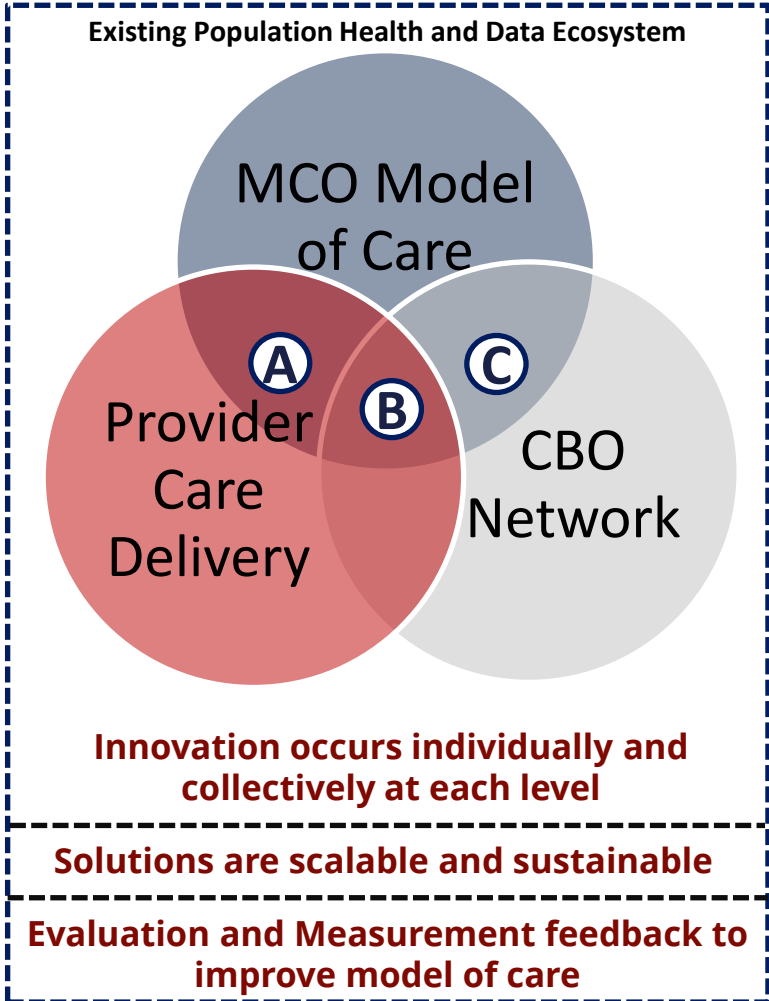 Existing Population Health and Data Ecosystem
MCO Model
of Care
A
B
C
Provider
Care
Delivery
CBO
Network
Innovation occurs individually and
collectively at each level
Solutions are scalable and sustainable
Evaluation and Measurement feedback to
improve model of care